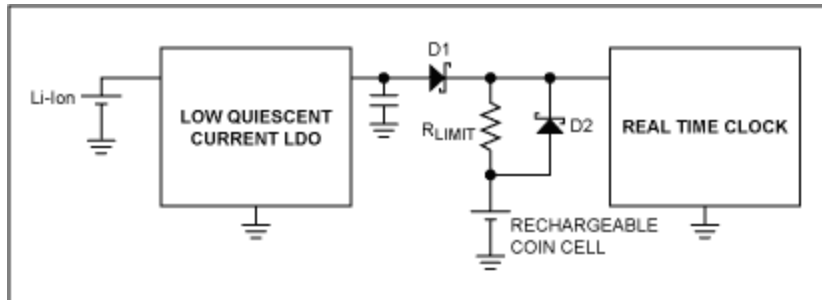 D1
Li-Ion
LOW QUIESCENT
CURRENT LDO
RLIMIT
D2
REAL TIME CLOCK
RECHARGEABLE
COIN CELL